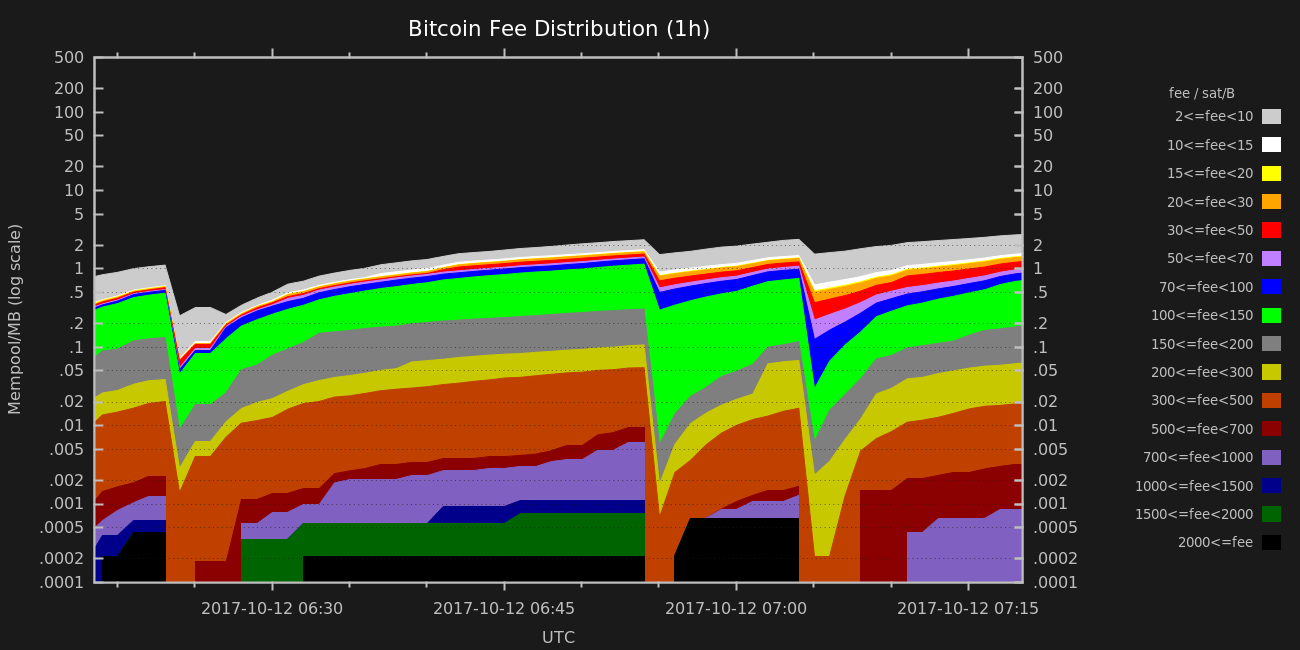 Bitcoin Fee Distribution (1h)
500
200
100
50
20
10
5
2
1
.5
.2
.1
.05
.02
.01
.005
.002
.001
.0005
.0002
.0001
Mempool/MB (log scale)
500
200
100
50
20
10
5
2
1
.5
.2
.1
.05
.02
.01
.005
.002
.001
.0005
.0002
.0001
2017-10-12 06:30
2017-10-12 06:45
2017-10-12 07:00
2017-10-12 07:15
UTC
fee / sat/B
2<=fee<10
10<=fee<15
15<=fee<20
20<=fee<30
30<=fee<50
50<=fee<70
70<=fee<100
100<=fee<150
150<=fee<200
200<=fee<300
300<=fee<500
500<=fee<700
700<=fee<1000
1000<=fee<1500
1500<=fee<2000
2000<=fee